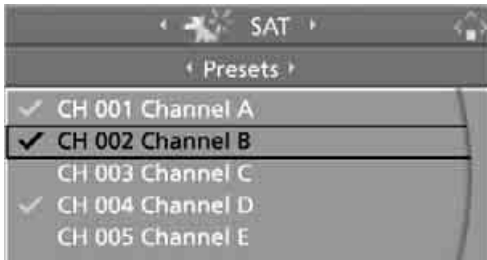 SAT
Presets
CH 001 Channel A
CH 002 Channel B
CH 003 Channel C
CH 004 Channel D
CH 005 Channel E